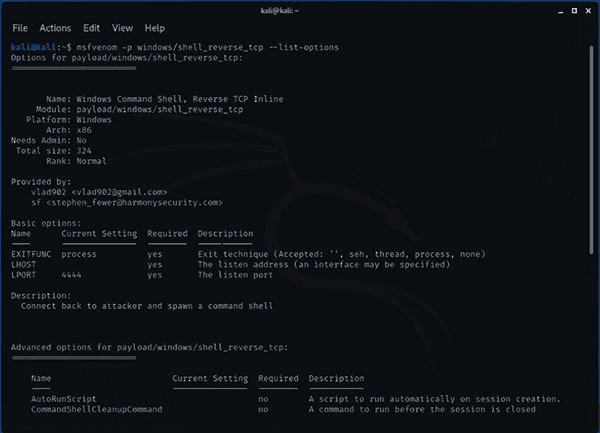 kali@kali: ~
File Actions Edit View Help
kali@kali:~$ msfvenom -p windows/shell_reverse_tcp --list-options
Options for payload/windows/shell_reverse_tcp:
=========================
Name: Windows Command Shell, Reverse TCP Inline
Module: payload/windows/shell_reverse_tcp
Platform: Windows
Arch: x86
Needs Admin: No
Total size: 324
Rank: Normal
Provided by:
vlad902 <vlad902@gmail.com>
sf <stephen_fewer@harmonysecurity.com>
Basic options:
Name Current Setting Required Description
EXITFUNC process yes Exit technique (Accepted: '', seh, thread, process, none)
LHOST yes The listen address (an interface may be specified)
LPORT 4444 yes The listen port
Description:
Connect back to attacker and spawn a command shell
Advanced options for payload/windows/shell_reverse_tcp:
=========================
Name Current Setting Required Description
AutoRunScript no A script to run automatically on session creation.
CommandShellCleanupCommand no A command to run before the session is closed